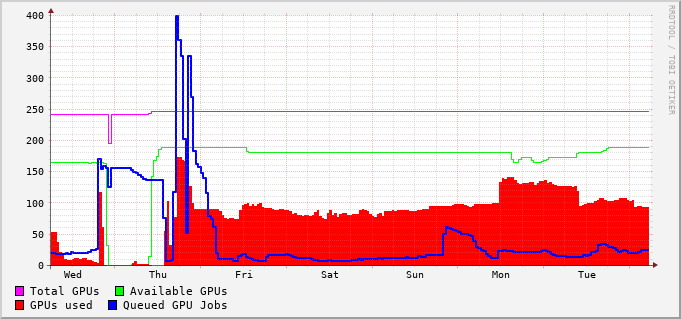 400
350
300
250
200
150
100
50
0
Wed Thu Fri Sat Sun Mon Tue
Total GPUs Available GPUs
GPUs used Queued GPU Jobs
RRDTOOL / TOBI OETIKER